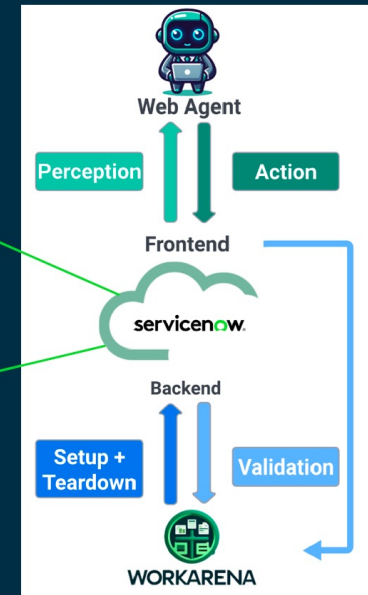 Web Agent
Perception
Action
Frontend
servicenow.
Backend
Setup +
Teardown
Validation
WORKARENA